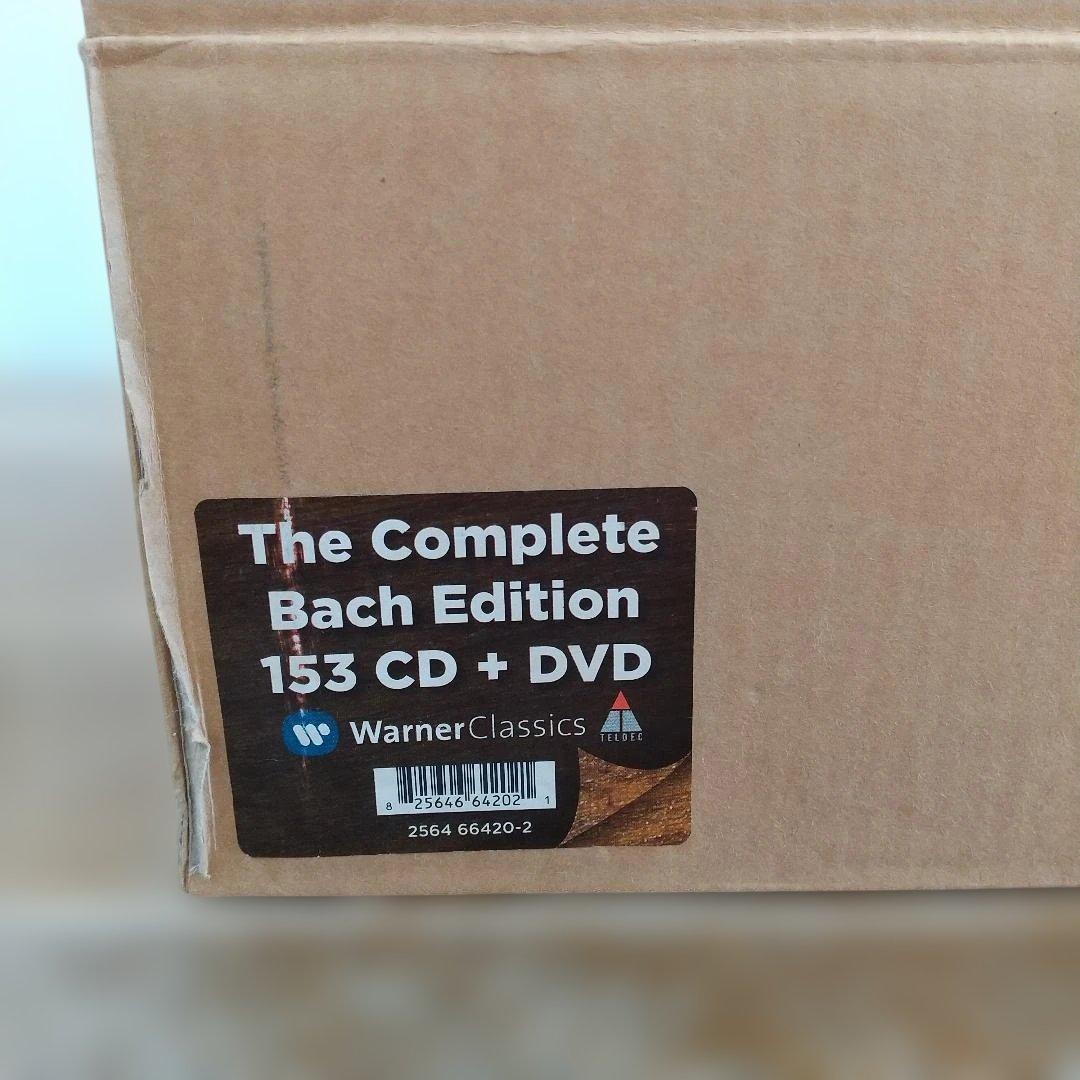 The Complete
Bach Edition
153 CD + DVD
WarnerClassics
TELDEC
8 25646 64202 1
2564 66420-2